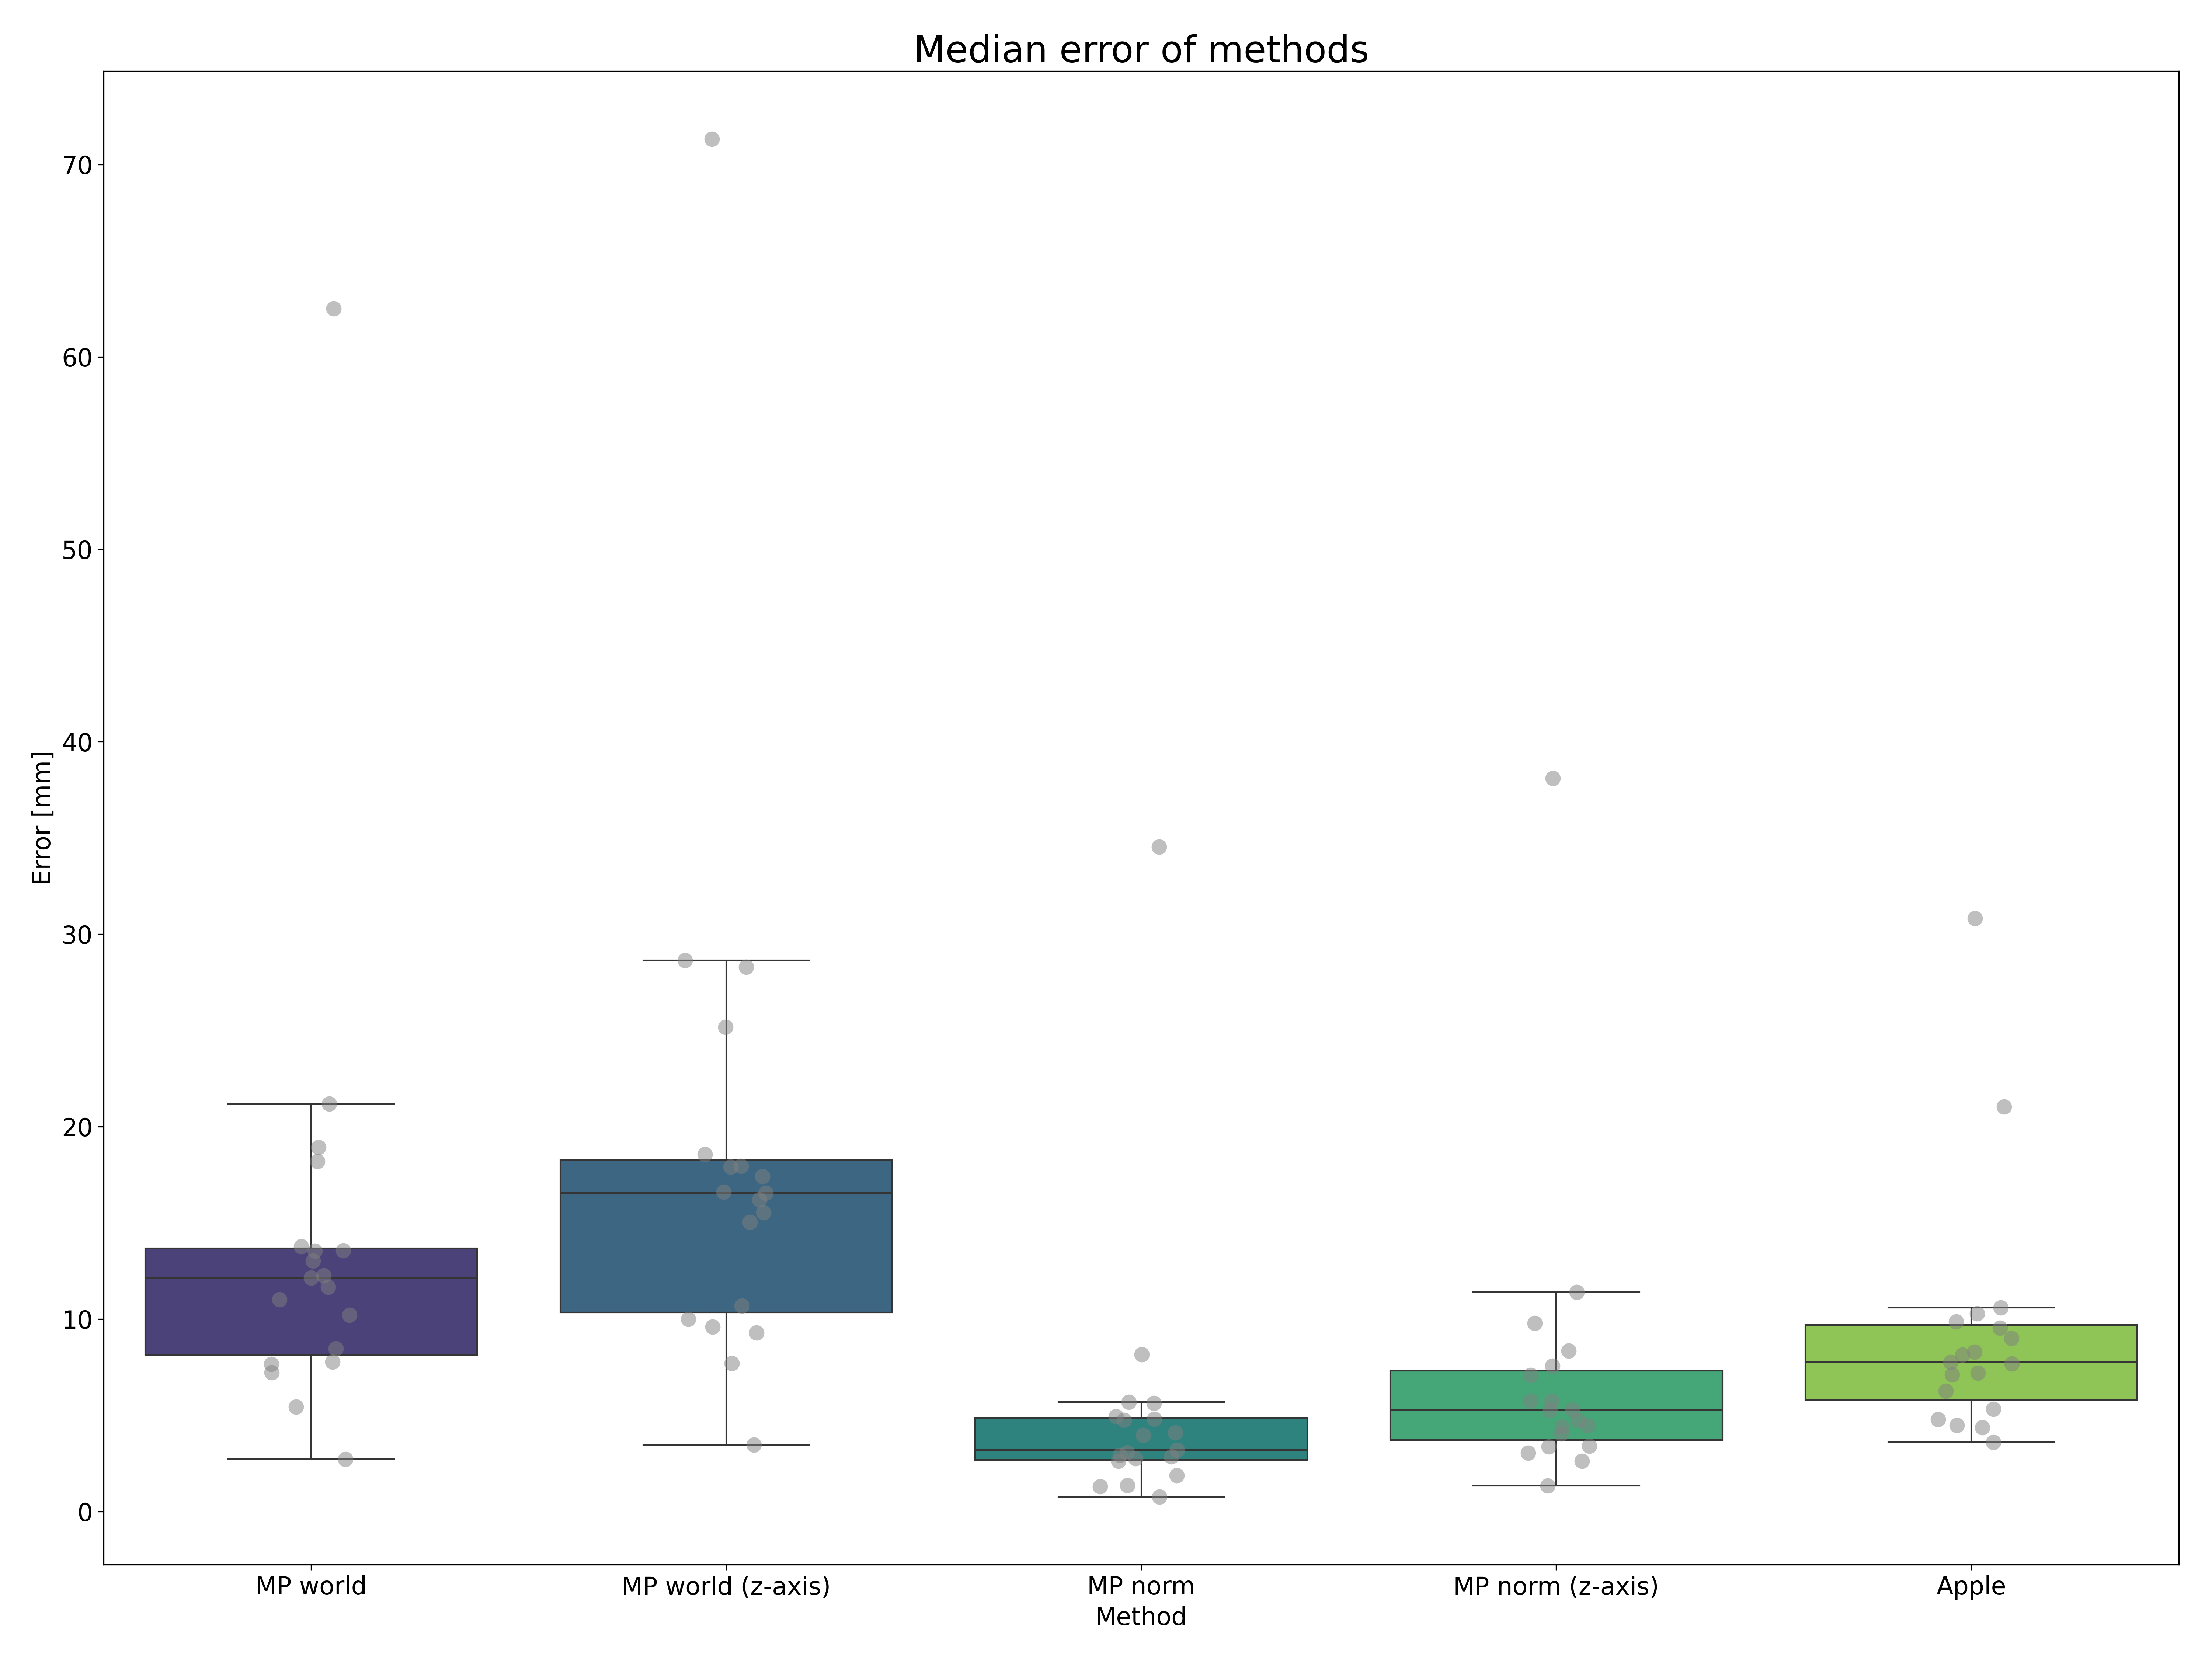 Median error of methods
Error [mm]
70
60
50
40
30
20
10
0
MP world
MP world (z-axis)
MP norm
MP norm (z-axis)
Apple
Method